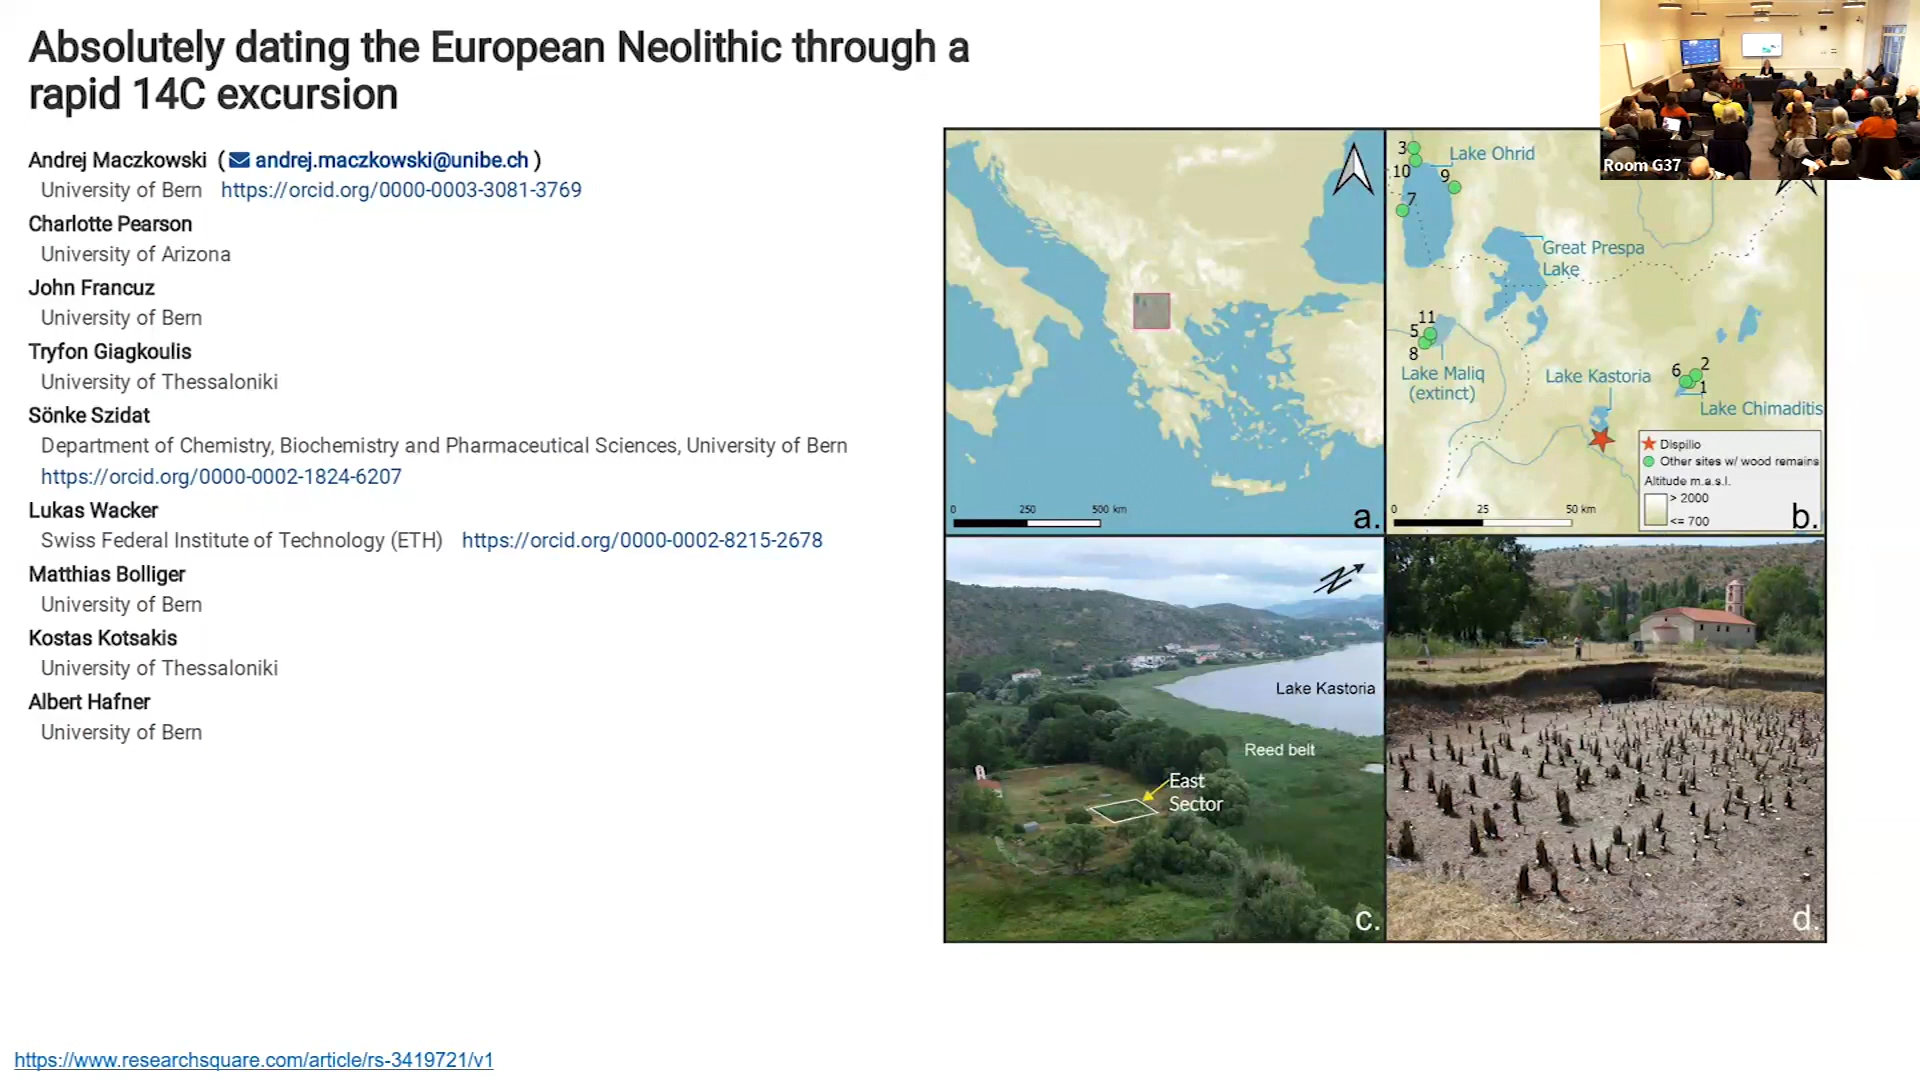 Absolutely dating the European Neolithic through a
rapid 14C excursion
Andrej Maczkowski ( andrej.maczkowski@unibe.ch )
University of Bern https://orcid.org/0000-0003-3081-3769
Charlotte Pearson
University of Arizona
John Francuz
University of Bern
Tryfon Giagkoulis
University of Thessaloniki
Sönke Szidat
Department of Chemistry, Biochemistry and Pharmaceutical Sciences, University of Bern
https://orcid.org/0000-0002-1824-6207
Lukas Wacker
Swiss Federal Institute of Technology (ETH) https://orcid.org/0000-0002-8215-2678
Matthias Bolliger
University of Bern
Kostas Kotsakis
University of Thessaloniki
Albert Hafner
University of Bern
https://www.researchsquare.com/article/rs-3419721/v1
0 250 500 km
a.
3
10
9
7
Lake Ohrid
Great Prespa
Lake
11
5
8
Lake Maliq
(extinct)
Lake Kastoria
6 2
1
Lake Chimaditis
Dispilio
Other sites w/ wood remains
Altitude m.a.s.l.
> 2000
<= 700
0 25 50 km
b.
N
Lake Kastoria
Reed belt
East
Sector
c.
d.
Room G37